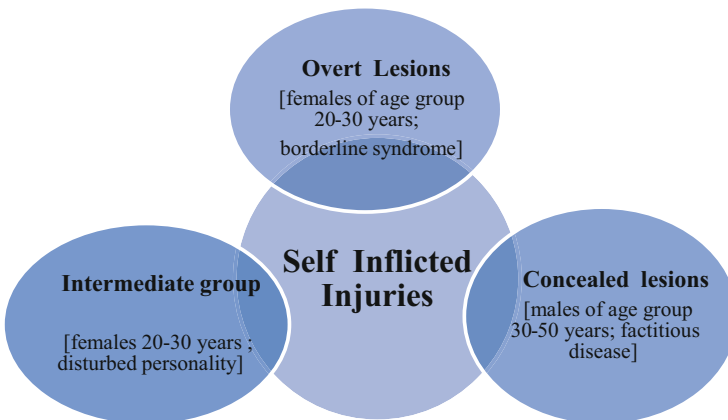 Overt Lesions
[females of age group
20-30 years;
borderline syndrome]
Self Inflicted
Injuries
Intermediate group
[females 20-30 years ;
disturbed personality]
Concealed lesions
[males of age group
30-50 years; factitious
disease]